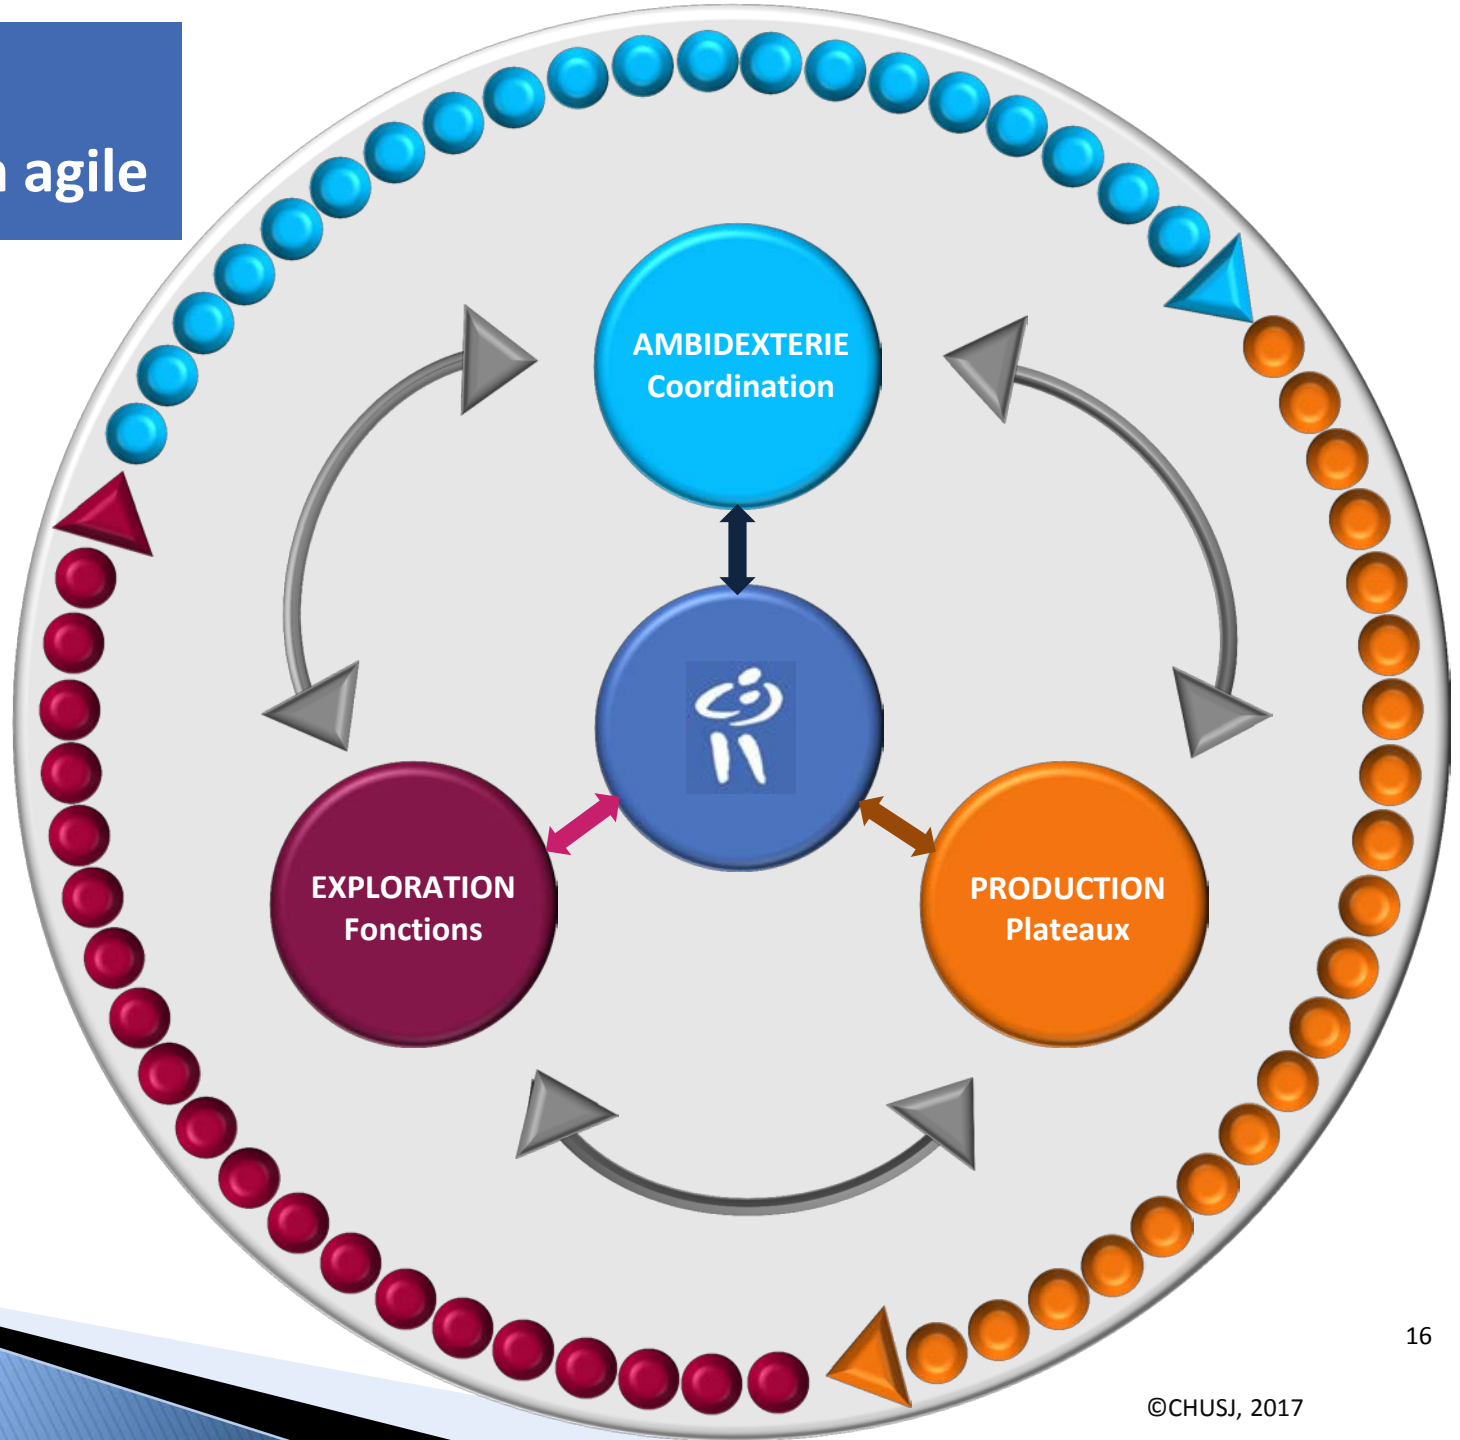 agile
AMBIDEXTERIE
Coordination
EXPLORATION
Fonctions
PRODUCTION
Plateaux
16
©CHUSJ, 2017